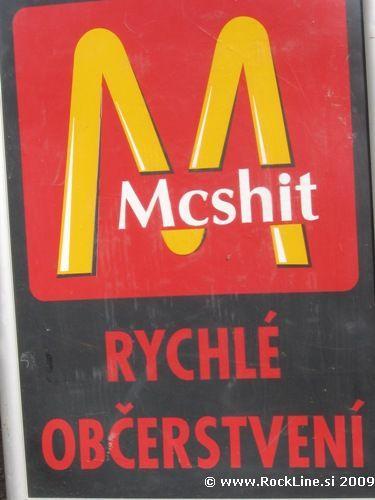 Mcshit
RYCHLÉ
OBČERSTVENÍ
© www.RockLine.si 2009